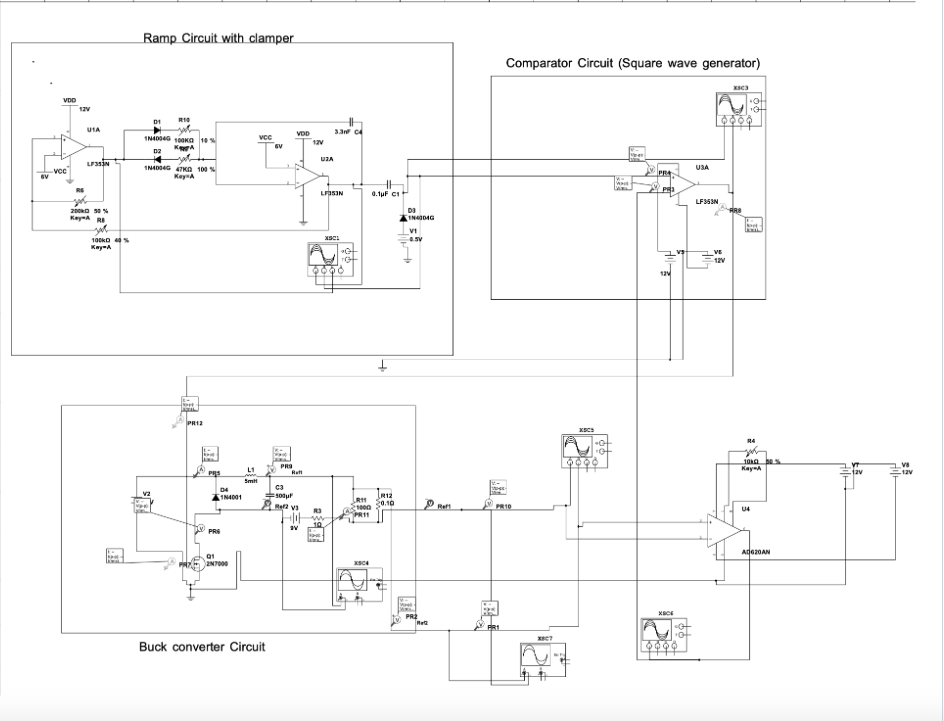 Ramp Circuit with clamper
Comparator Circuit (Square wave generator)
XSC3
VDD
12V
U1A
LF353N
VCC
6V
R6
200kΩ 50 %
Key=A
R8
100kΩ 40 %
Key=A
D1
1N4004G
R10
100KΩ 10 %
D2
1N4004G
47KΩ 100 %
Key=A
VCC
6V
VDD
12V
U2A
LF353N
3.3nF C4
0.1µF C1
D3
1N4004G
V1
0.5V
XSC1
PR4
PR3
U3A
LF353N
PR8
V5
12V
V6
12V
PR12
PR5
L1
5mH
PR9
Ref1
D4
1N4001
C3
500µF
Ref2
V3
9V
R3
1Ω
R11
100Ω
PR11
R12
0.1Ω
V2
PR6
PR7
Q1
2N7000
XSC4
PR2
Ref2
Ref1
PR10
XSC5
PR1
XSC7
R4
10kΩ 50 %
Key=A
U4
AD620AN
V7
12V
V8
12V
XSC6
Buck converter Circuit